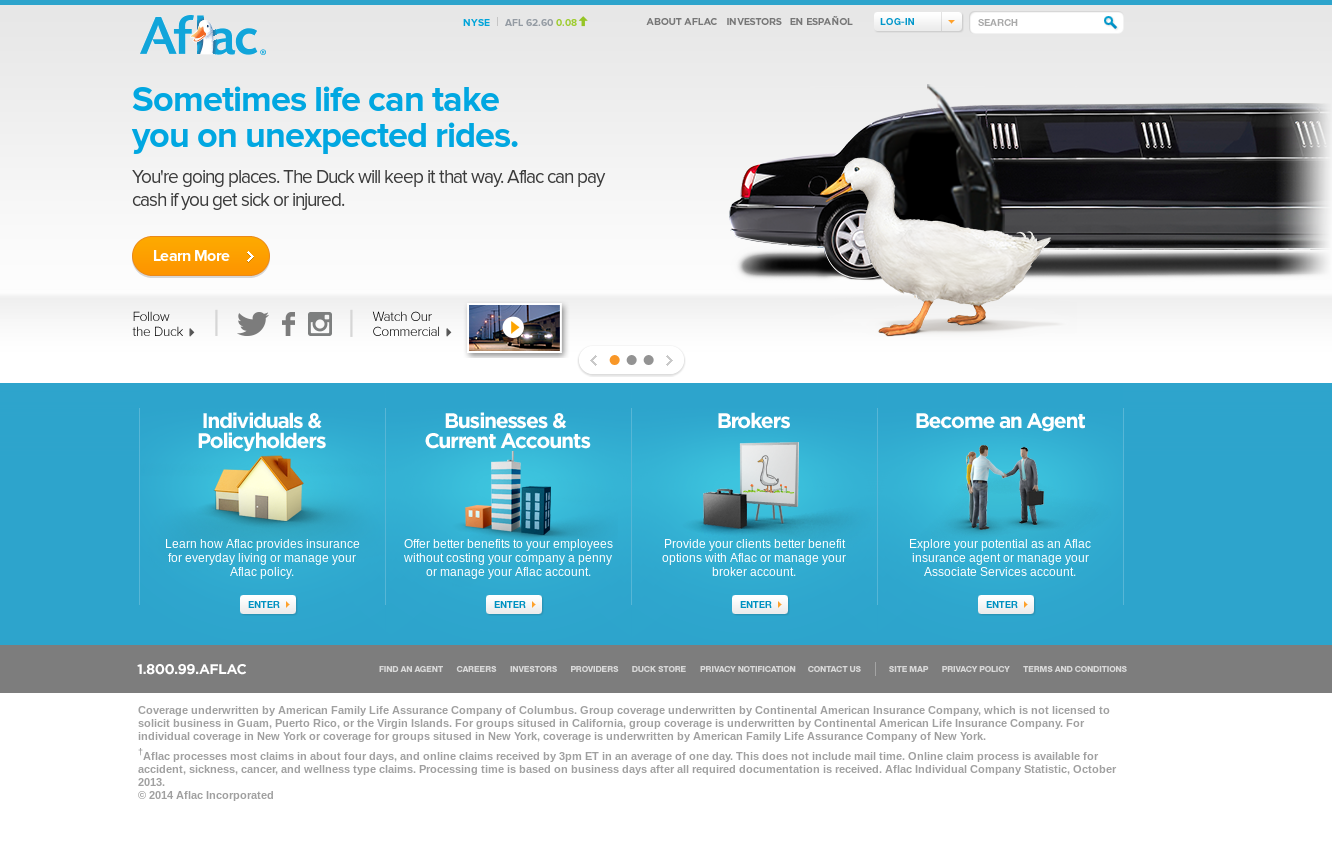 Aflac®
NYSE AFL 62.60 0.08
ABOUT AFLAC INVESTORS EN ESPAÑOL
LOG-IN
SEARCH
Sometimes life can take
you on unexpected rides.
You're going places. The Duck will keep it that way. Aflac can pay
cash if you get sick or injured.
Learn More
Follow
the Duck
Watch Our
Commercial
Individuals &
Policyholders
Learn how Aflac provides insurance
for everyday living or manage your
Aflac policy.
ENTER
Businesses &
Current Accounts
Offer better benefits to your employees
without costing your company a penny
or manage your Aflac account.
ENTER
Brokers
Provide your clients better benefit
options with Aflac or manage your
broker account.
ENTER
Become an Agent
Explore your potential as an Aflac
insurance agent or manage your
Associate Services account.
ENTER
1.800.99.AFLAC
FIND AN AGENT CAREERS INVESTORS PROVIDERS DUCK STORE PRIVACY NOTIFICATION CONTACT US SITE MAP PRIVACY POLICY TERMS AND CONDITIONS
Coverage underwritten by American Family Life Assurance Company of Columbus. Group coverage underwritten by Continental American Insurance Company, which is not licensed to
solicit business in Guam, Puerto Rico, or the Virgin Islands. For groups sitused in California, group coverage is underwritten by Continental American Life Insurance Company. For
individual coverage in New York or coverage for groups sitused in New York, coverage is underwritten by American Family Life Assurance Company of New York.
†Aflac processes most claims in about four days, and online claims received by 3pm ET in an average of one day. This does not include mail time. Online claim process is available for
accident, sickness, cancer, and wellness type claims. Processing time is based on business days after all required documentation is received. Aflac Individual Company Statistic, October
2013.
© 2014 Aflac Incorporated